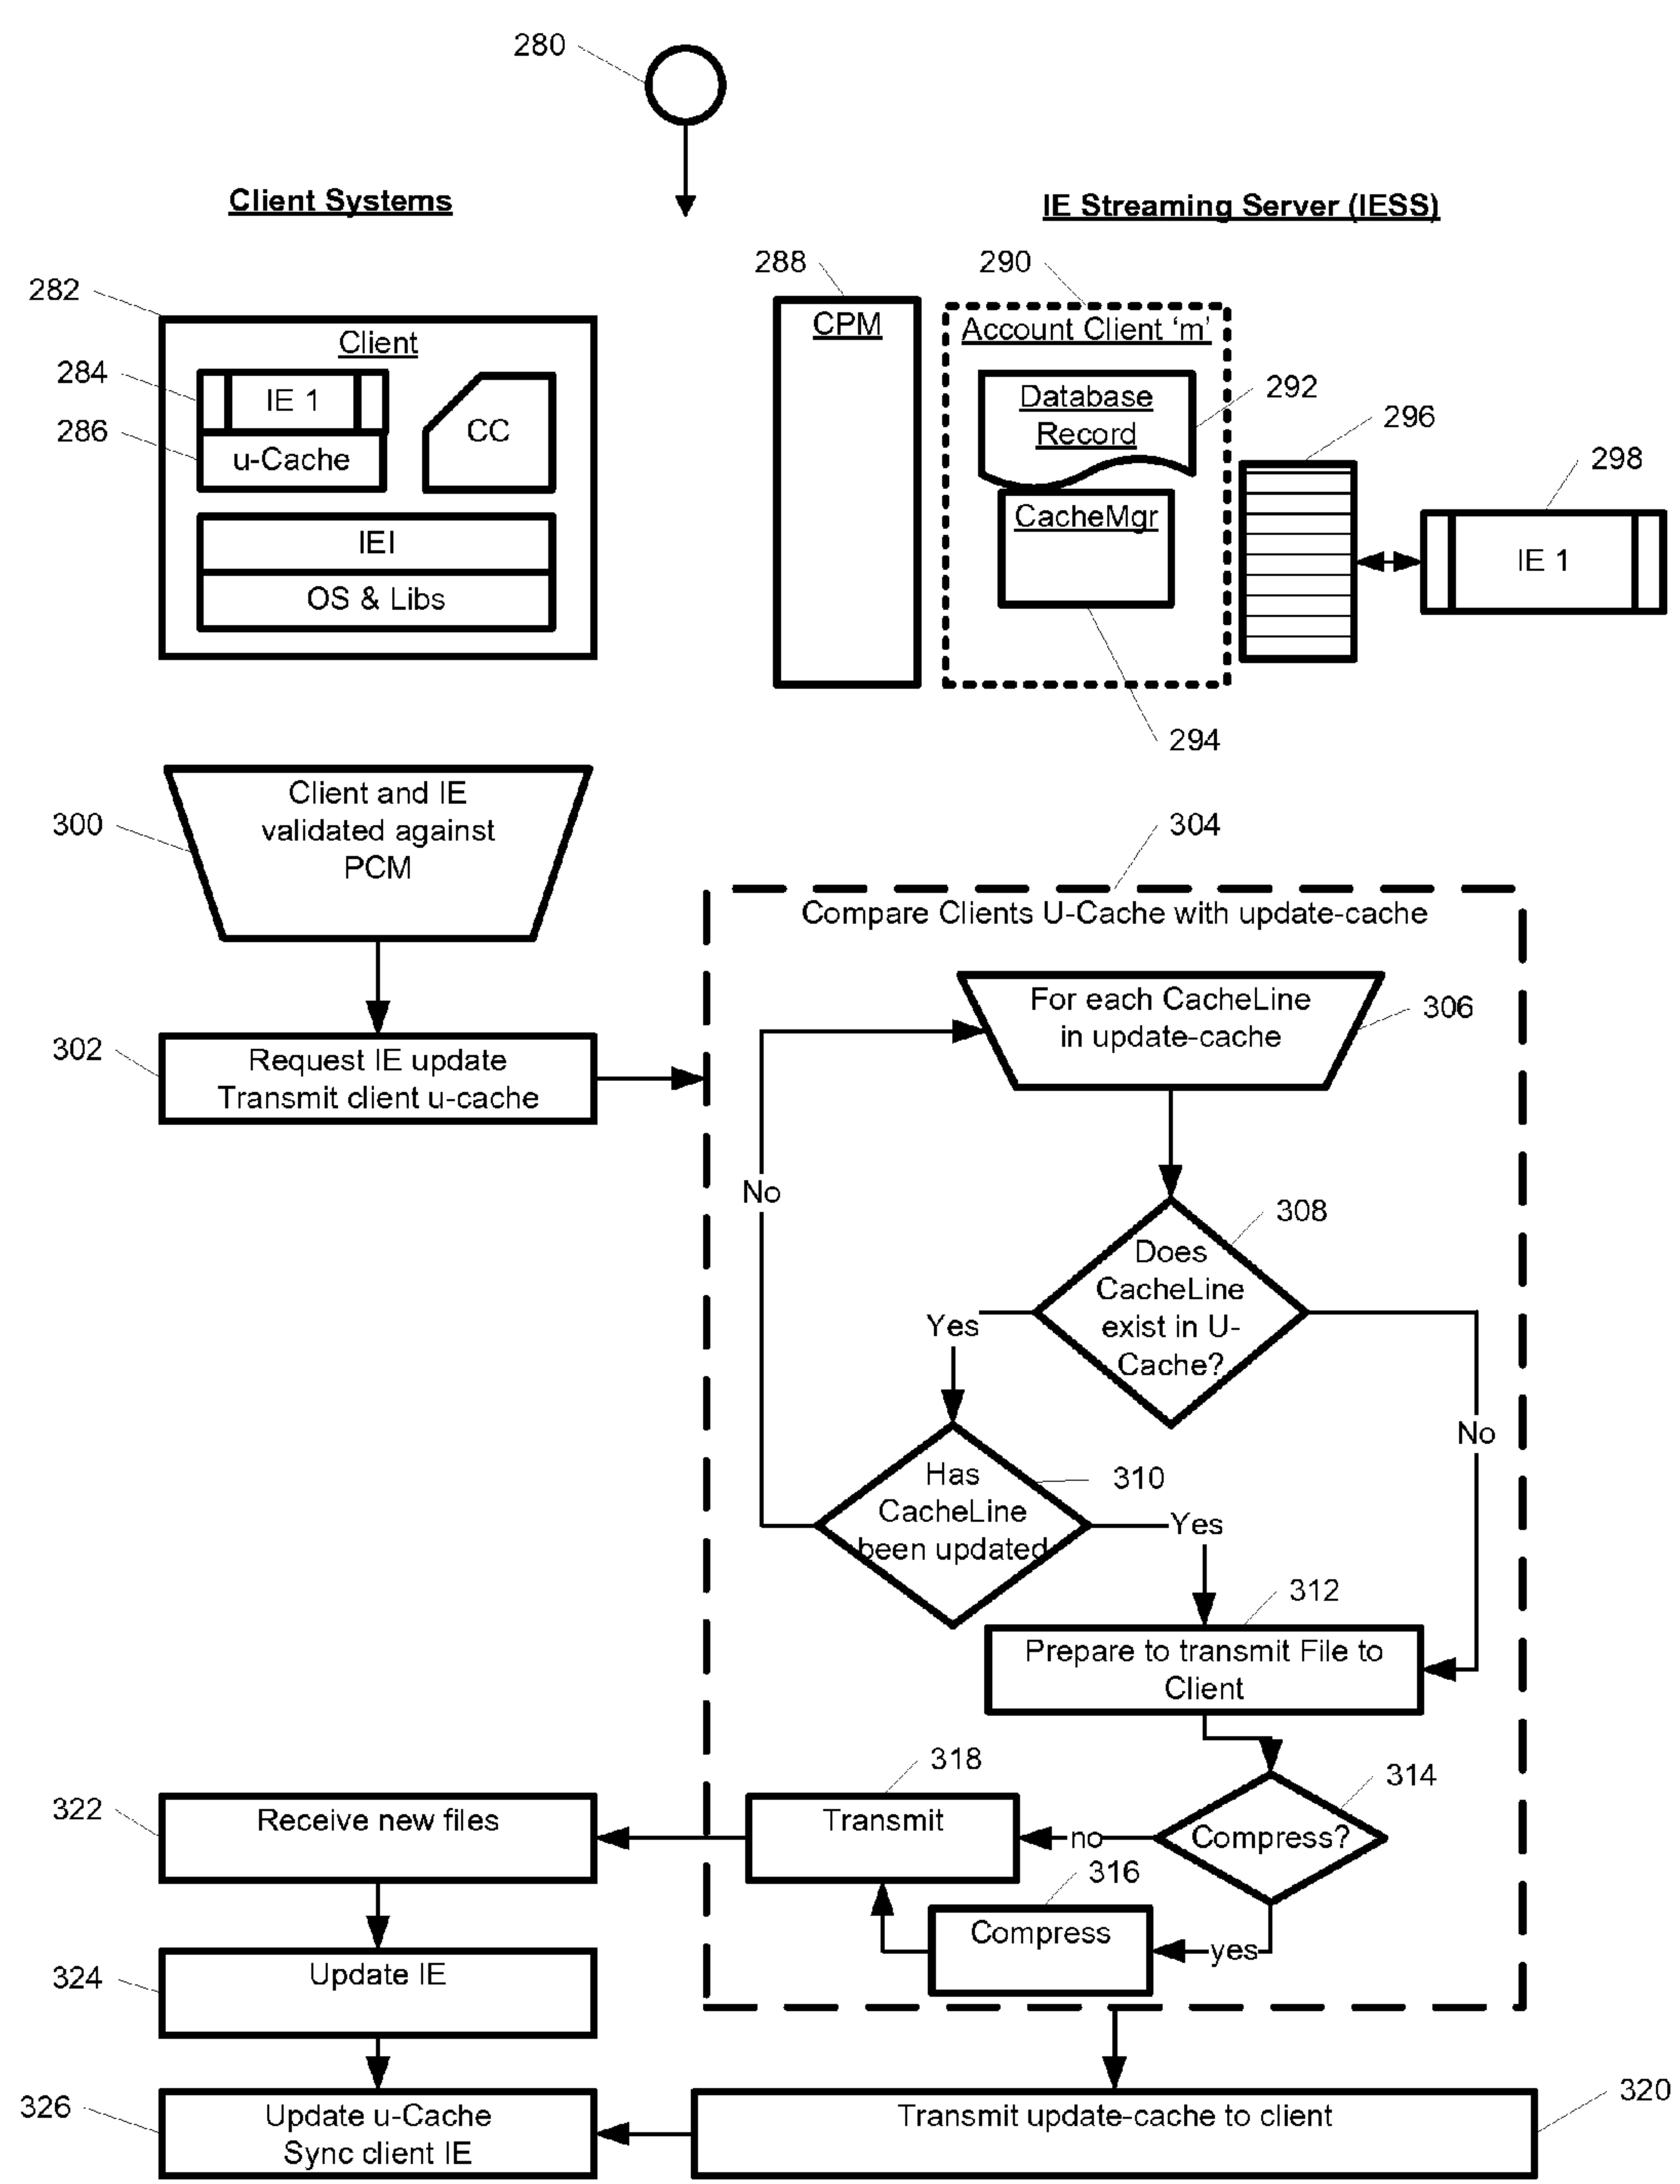 280
Client Systems
IE Streaming Server (IESS)
288
290
282
Client
CPM
Account Client ‘m’
284
IE 1
CC
286
u-Cache
Database
Record
292
296
298
CacheMgr
IEI
OS & Libs
IE 1
294
Client and IE
validated against
PCM
300
304
Compare Clients U-Cache with update-cache
For each CacheLine
in update-cache
306
302
Request IE update
Transmit client u-cache
No
308
Does
CacheLine
exist in U-
Cache?
Yes
No
Has
CacheLine
been updated
310
Yes
312
Prepare to transmit File to
Client
318
314
322
Receive new files
Transmit
no
Compress?
316
Compress
yes
324
Update IE
326
Update u-Cache
Sync client IE
Transmit update-cache to client
320